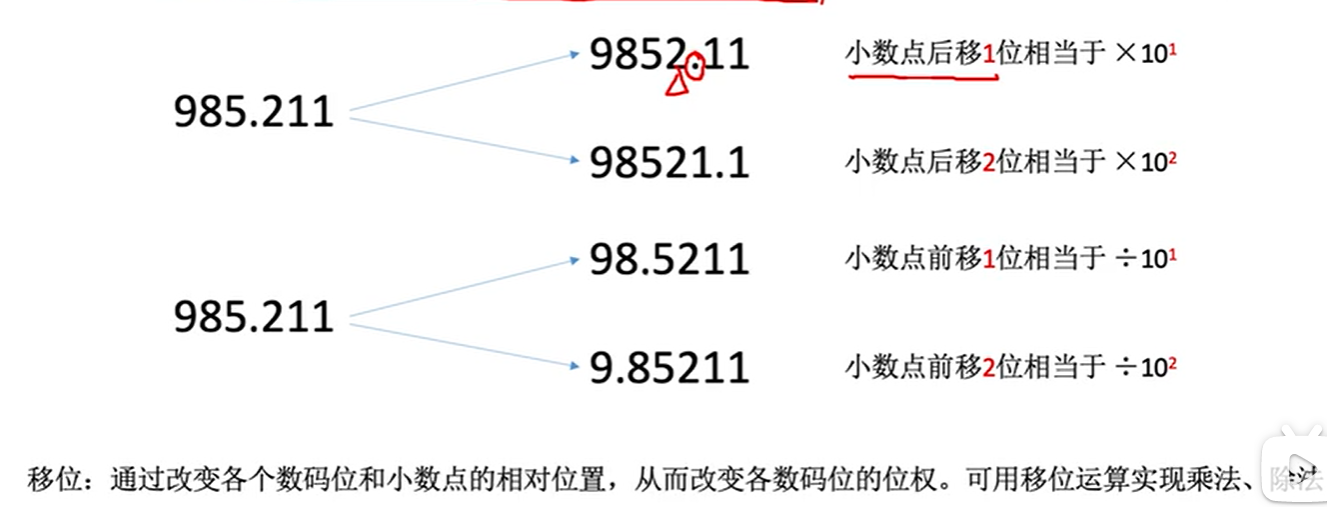 9852.11 小数点后移1位相当于 ×10¹
985.211
98521.1 小数点后移2位相当于 ×10²
98.5211 小数点前移1位相当于 ÷10¹
985.211
9.85211 小数点前移2位相当于 ÷10²
移位：通过改变各个数码位和小数点的相对位置，从而改变各数码位的位权。可用移位运算实现乘法、除法